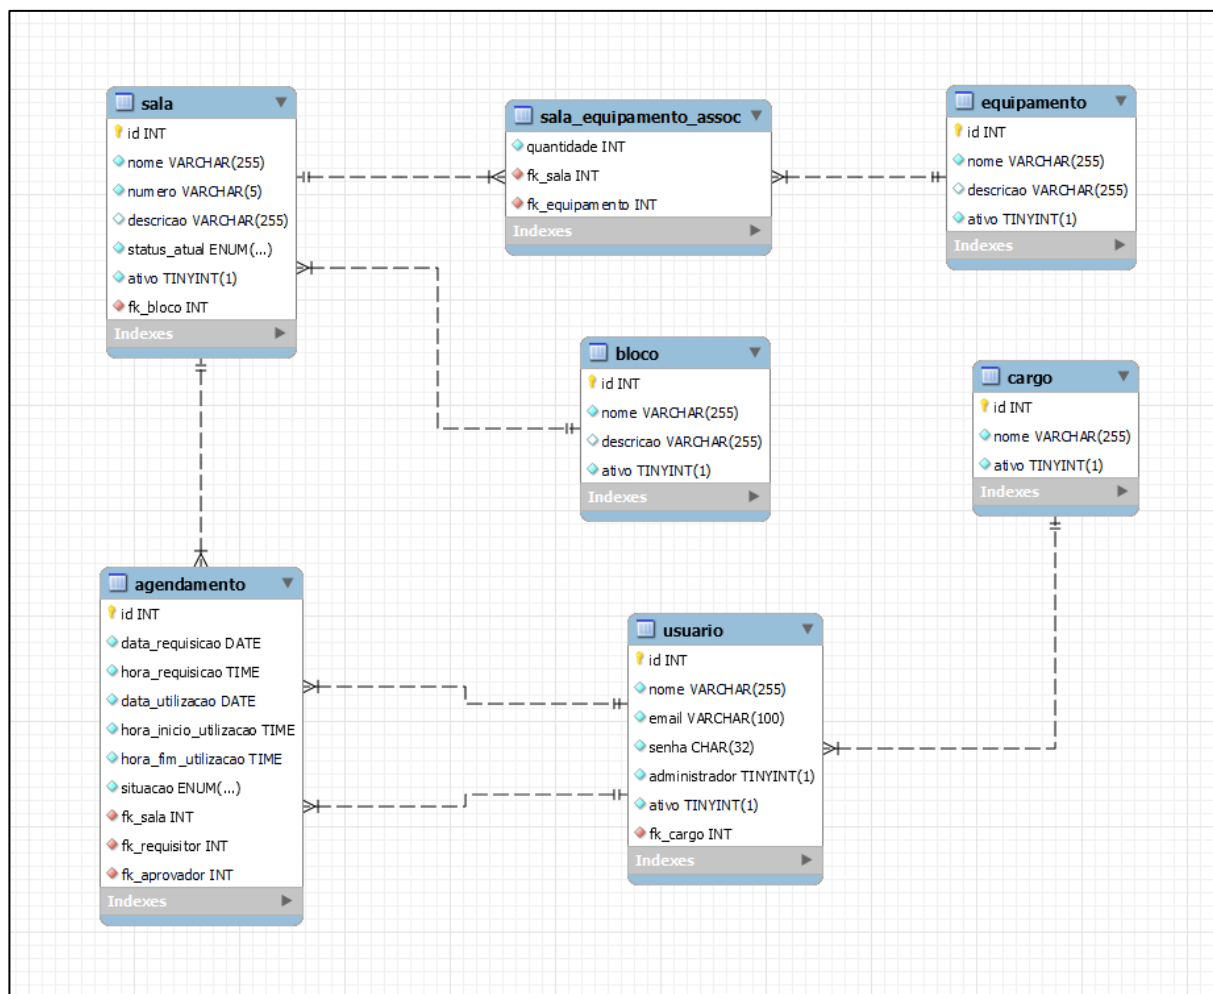 sala
id INT
nome VARCHAR(255)
numero VARCHAR(5)
descricao VARCHAR(255)
status_atual ENUM(...)
ativo TINYINT(1)
fk_bloco INT
Indexes
sala_equipamento_assoc
quantidade INT
fk_sala INT
fk_equipamento INT
Indexes
equipamento
id INT
nome VARCHAR(255)
descricao VARCHAR(255)
ativo TINYINT(1)
Indexes
bloco
id INT
nome VARCHAR(255)
descricao VARCHAR(255)
ativo TINYINT(1)
Indexes
cargo
id INT
nome VARCHAR(255)
ativo TINYINT(1)
Indexes
agendamento
id INT
data_requisicao DATE
hora_requisicao TIME
data_utilizacao DATE
hora_inicio_utilizacao TIME
hora_fim_utilizacao TIME
situacao ENUM(...)
fk_sala INT
fk_requisitor INT
fk_aprovador INT
Indexes
usuario
id INT
nome VARCHAR(255)
email VARCHAR(100)
senha CHAR(32)
administrador TINYINT(1)
ativo TINYINT(1)
fk_cargo INT
Indexes